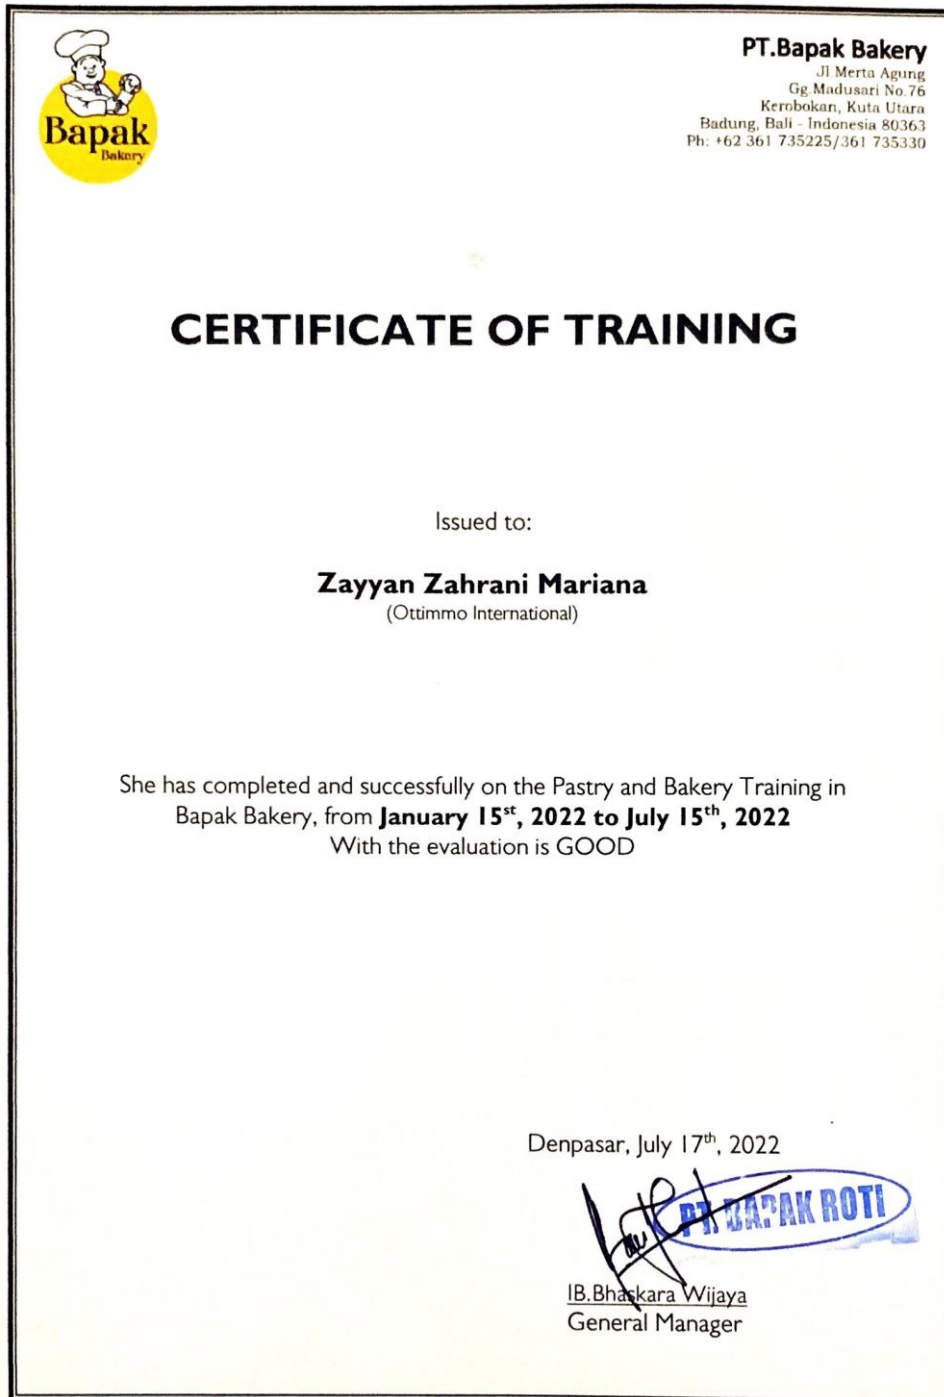 Bapak
Bakery
PT.Bapak Bakery
Jl.Merta Agung
Gg.Madusari No.76
Kerobokan, Kuta Utara
Badung, Bali - Indonesia 80363
Ph: +62 361 735225/361 735330
CERTIFICATE OF TRAINING
Issued to:
Zayyan Zahrani Mariana
(Ottimmo International)
She has completed and successfully on the Pastry and Bakery Training in
Bapak Bakery, from January 15st, 2022 to July 15th, 2022
With the evaluation is GOOD
Denpasar, July 17th, 2022
PT. BAPAK ROTI
IB.Bhaskara Wijaya
General Manager